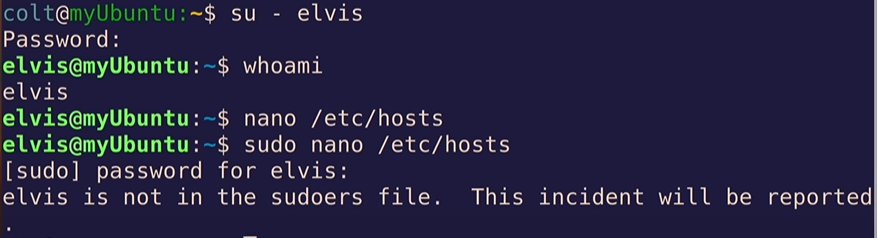 colt@myUbuntu:~$ su - elvis
Password:
elvis@myUbuntu:~$ whoami
elvis
elvis@myUbuntu:~$ nano /etc/hosts
elvis@myUbuntu:~$ sudo nano /etc/hosts
[sudo] password for elvis:
elvis is not in the sudoers file.  This incident will be reported
.